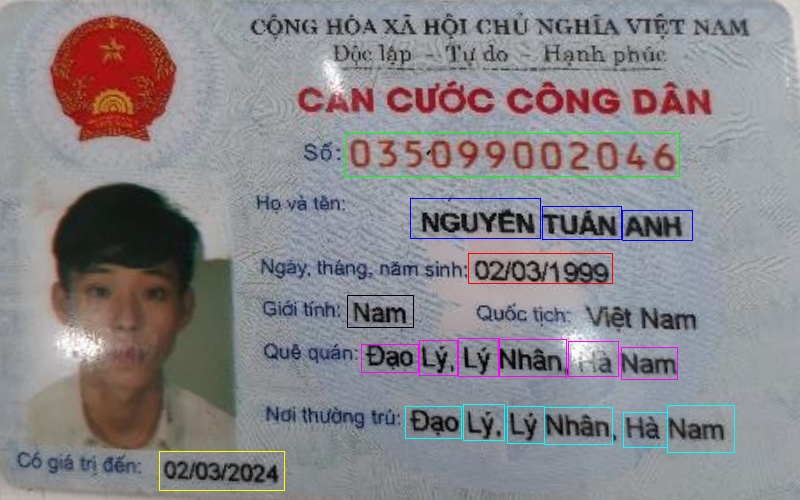 CỘNG HÒA XÃ HỘI CHỦ NGHĨA VIỆT NAM
Độc lập - Tự do - Hạnh phúc
CĂN CƯỚC CÔNG DÂN
Số: 035099002046
Họ và tên: NGUYỄN TUẤN ANH
Ngày, tháng, năm sinh: 02/03/1999
Giới tính: Nam Quốc tịch: Việt Nam
Quê quán: Đạo Lý, Lý Nhân, Hà Nam
Nơi thường trú: Đạo Lý, Lý Nhân, Hà Nam
Có giá trị đến: 02/03/2024